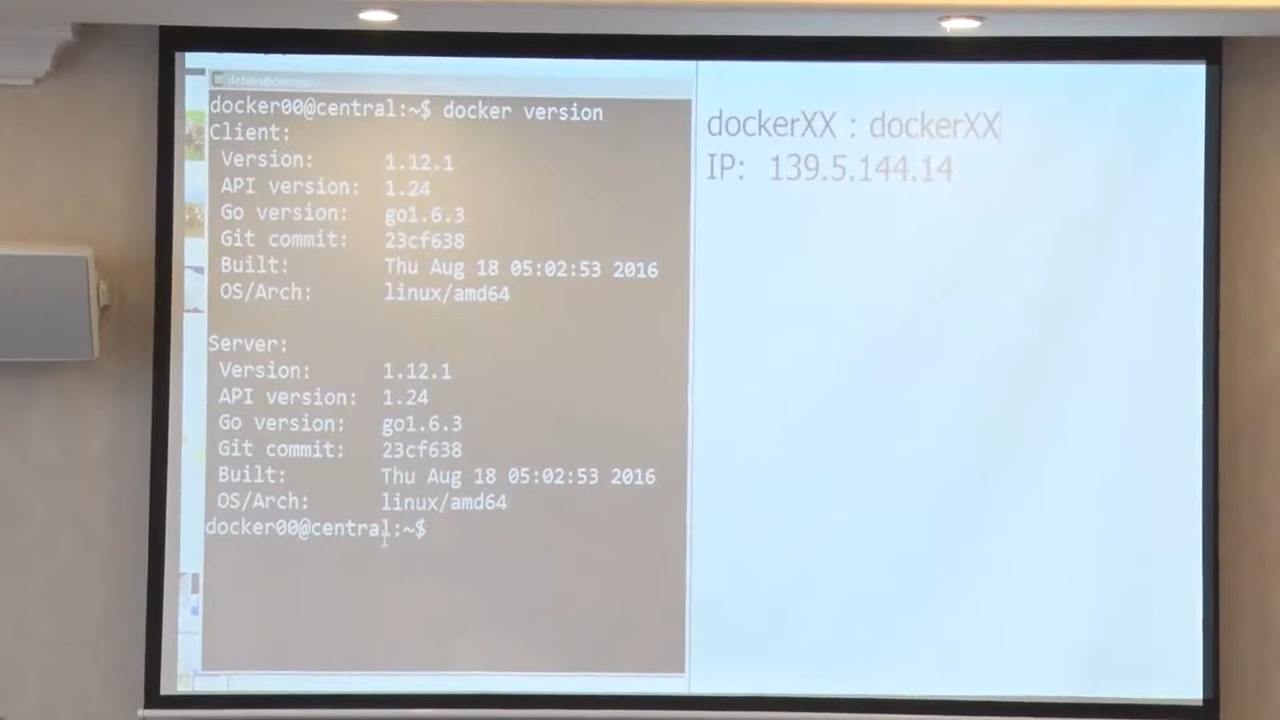 docker00@central:~$ docker version
Client:
Version: 1.12.1
API version: 1.24
Go version: go1.6.3
Git commit: 23cf638
Built: Thu Aug 18 05:02:53 2016
OS/Arch: linux/amd64
Server:
Version: 1.12.1
API version: 1.24
Go version: go1.6.3
Git commit: 23cf638
Built: Thu Aug 18 05:02:53 2016
OS/Arch: linux/amd64
docker00@central:~$
dockerXX : dockerXX
IP: 139.5.144.14